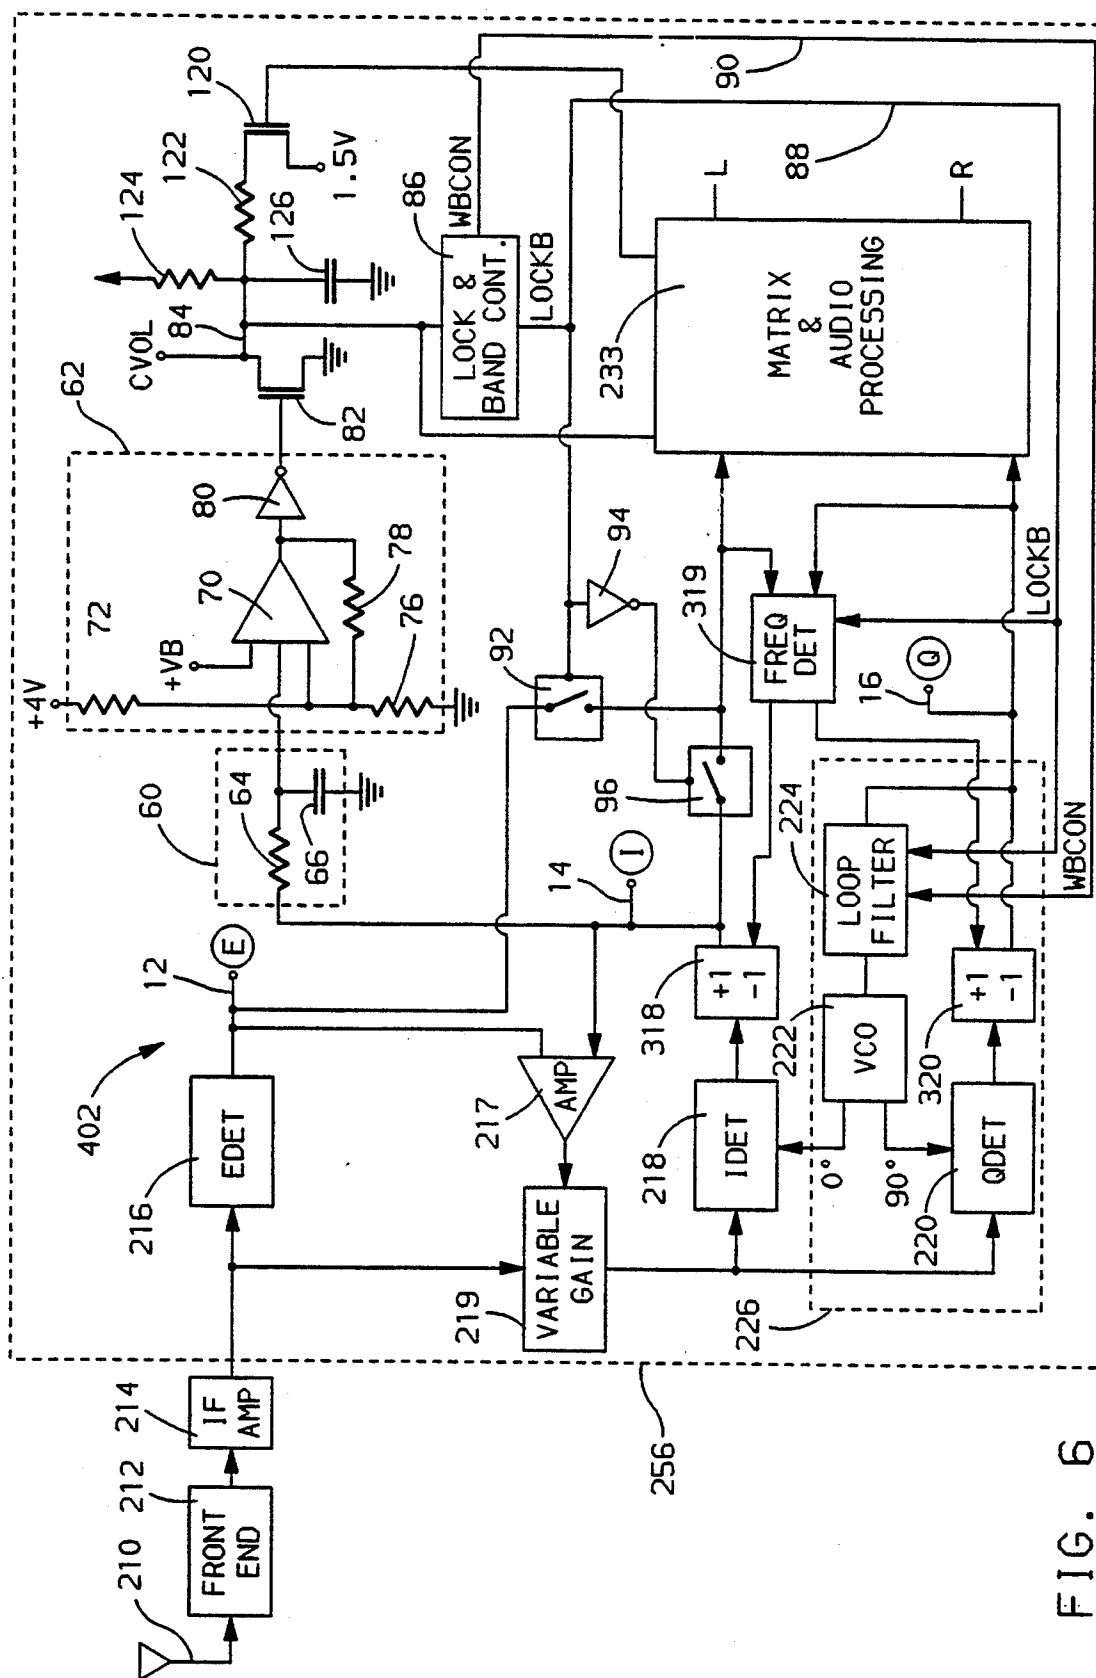 210
FRONT
END
212
IF
AMP
214
256
402
216
EDET
12
E
217
AMP
VARIABLE
GAIN
219
218
IDET
318
+1
-1
14
I
0°
90°
220
QDET
222
VCO
320
+1
-1
224
LOOP
FILTER
226
16
Q
WBCON
LOCKB
60
64
66
62
+4V
72
+VB
70
76
78
80
82
CVOL
84
124
122
120
126
1.5V
86
LOCK &
BAND CONT.
WBCON
LOCKB
92
94
96
319
FREQ
DET
233
MATRIX
&
AUDIO
PROCESSING
L
R
88
90
FIG. 6